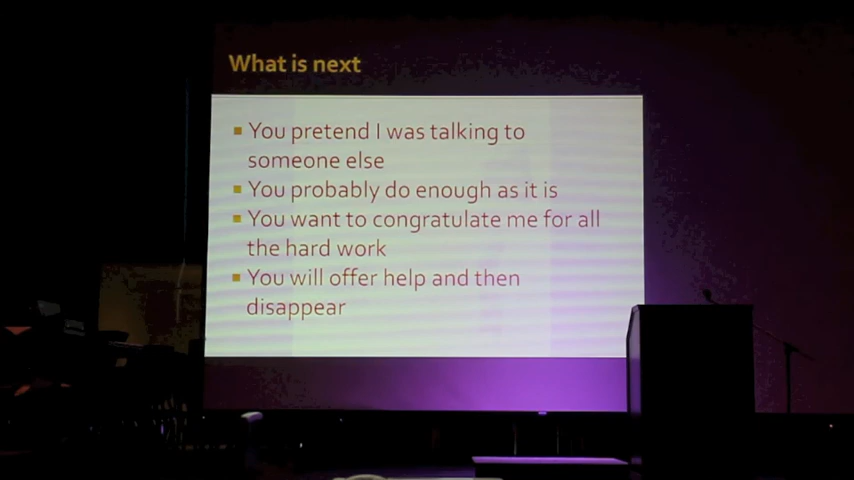 What is next
▪ You pretend I was talking to
someone else
▪ You probably do enough as it is
▪ You want to congratulate me for all
the hard work
▪ You will offer help and then
disappear